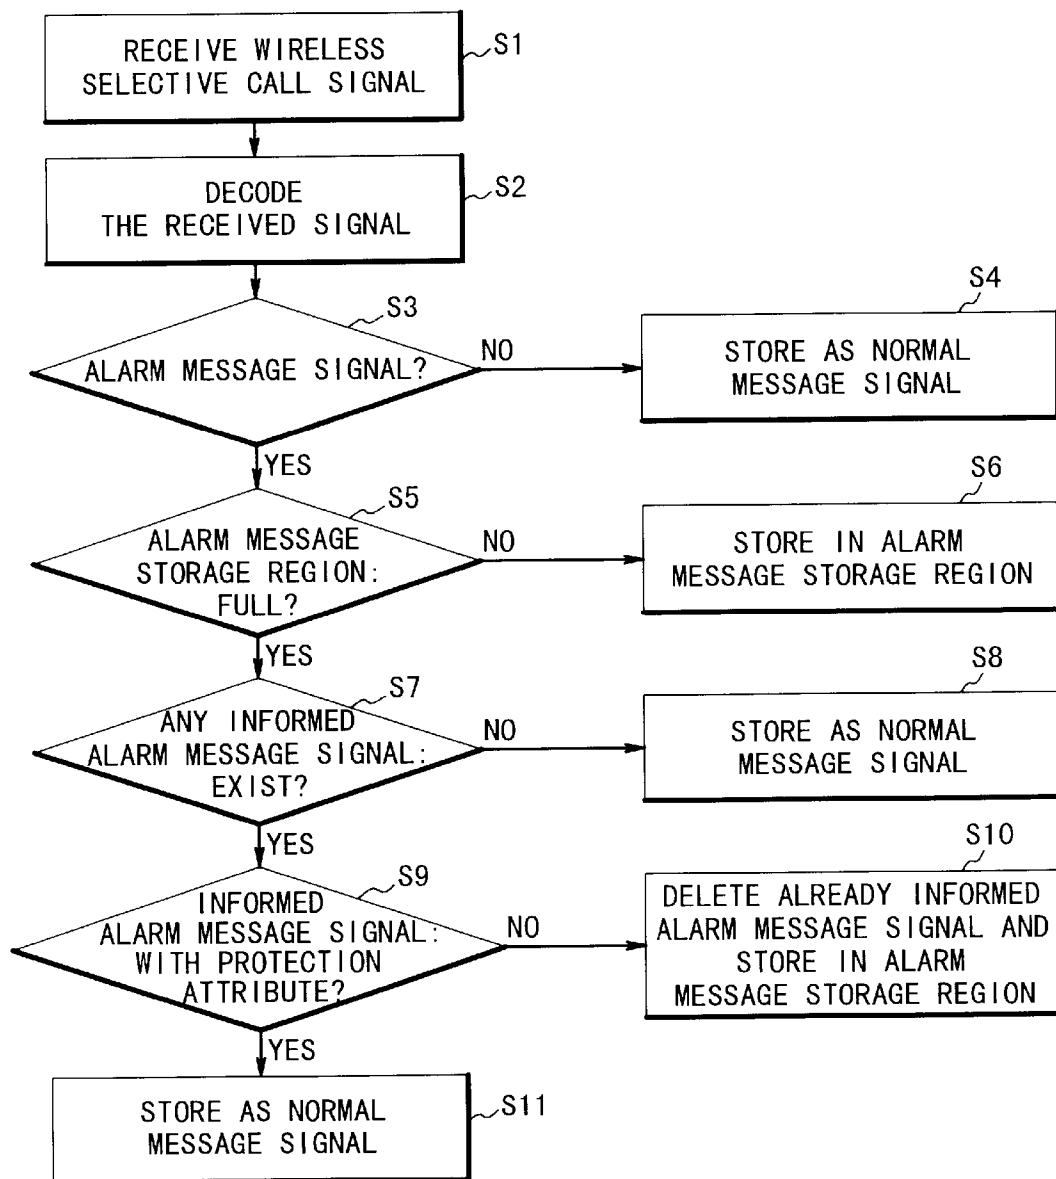 RECEIVE WIRELESS
SELECTIVE CALL SIGNAL
S1
DECODE
THE RECEIVED SIGNAL
S2
S3
ALARM MESSAGE SIGNAL?
NO
S4
STORE AS NORMAL
MESSAGE SIGNAL
YES
S5
ALARM MESSAGE
STORAGE REGION:
FULL?
NO
S6
STORE IN ALARM
MESSAGE STORAGE REGION
YES
S7
ANY INFORMED
ALARM MESSAGE SIGNAL:
EXIST?
NO
S8
STORE AS NORMAL
MESSAGE SIGNAL
YES
S9
INFORMED
ALARM MESSAGE SIGNAL:
WITH PROTECTION
ATTRIBUTE?
NO
S10
DELETE ALREADY INFORMED
ALARM MESSAGE SIGNAL AND
STORE IN ALARM
MESSAGE STORAGE REGION
YES
STORE AS NORMAL
MESSAGE SIGNAL
S11